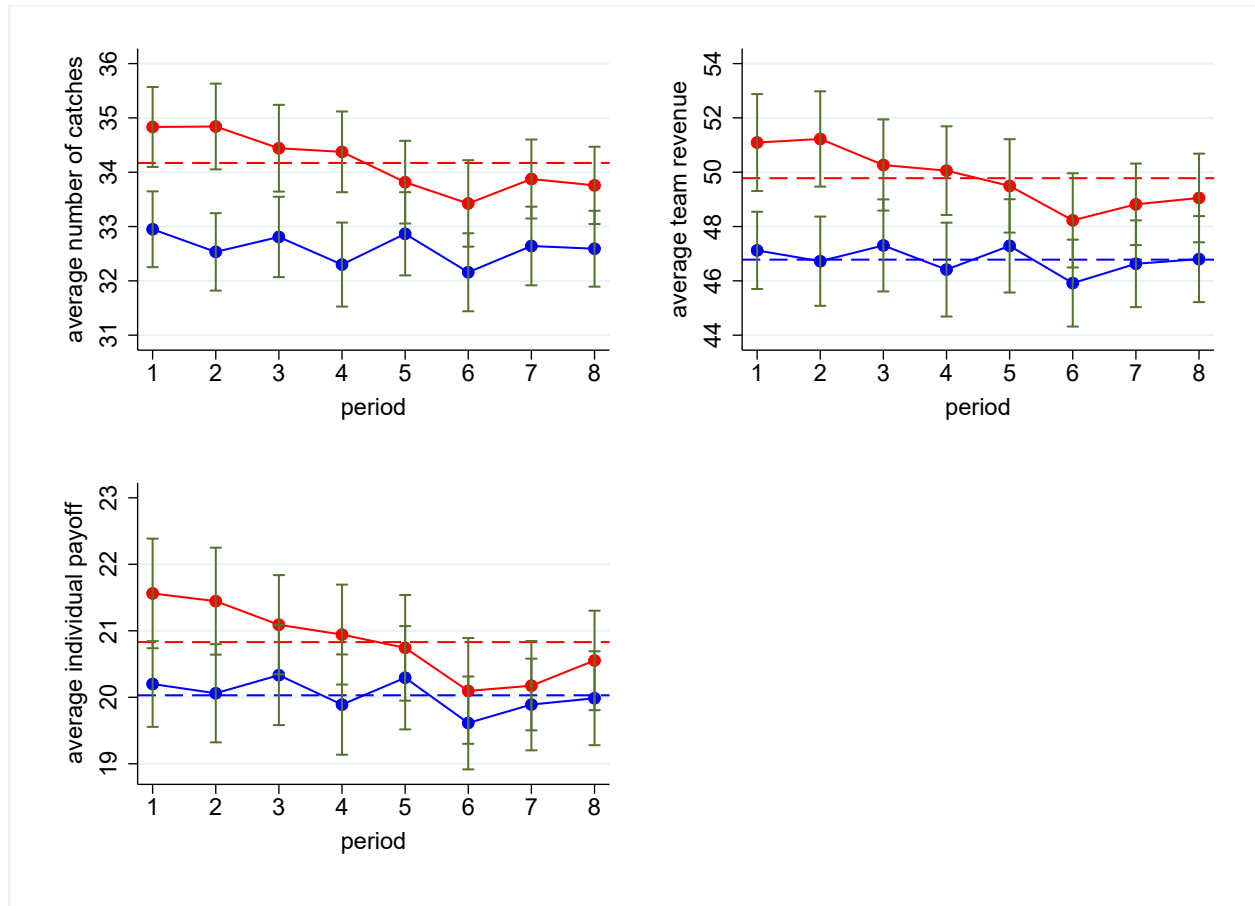 average number of catches
36
35
34
33
32
31
1 2 3 4 5 6 7 8
period
average team revenue
54
52
50
48
46
44
1 2 3 4 5 6 7 8
period
average individual payoff
23
22
21
20
19
1 2 3 4 5 6 7 8
period